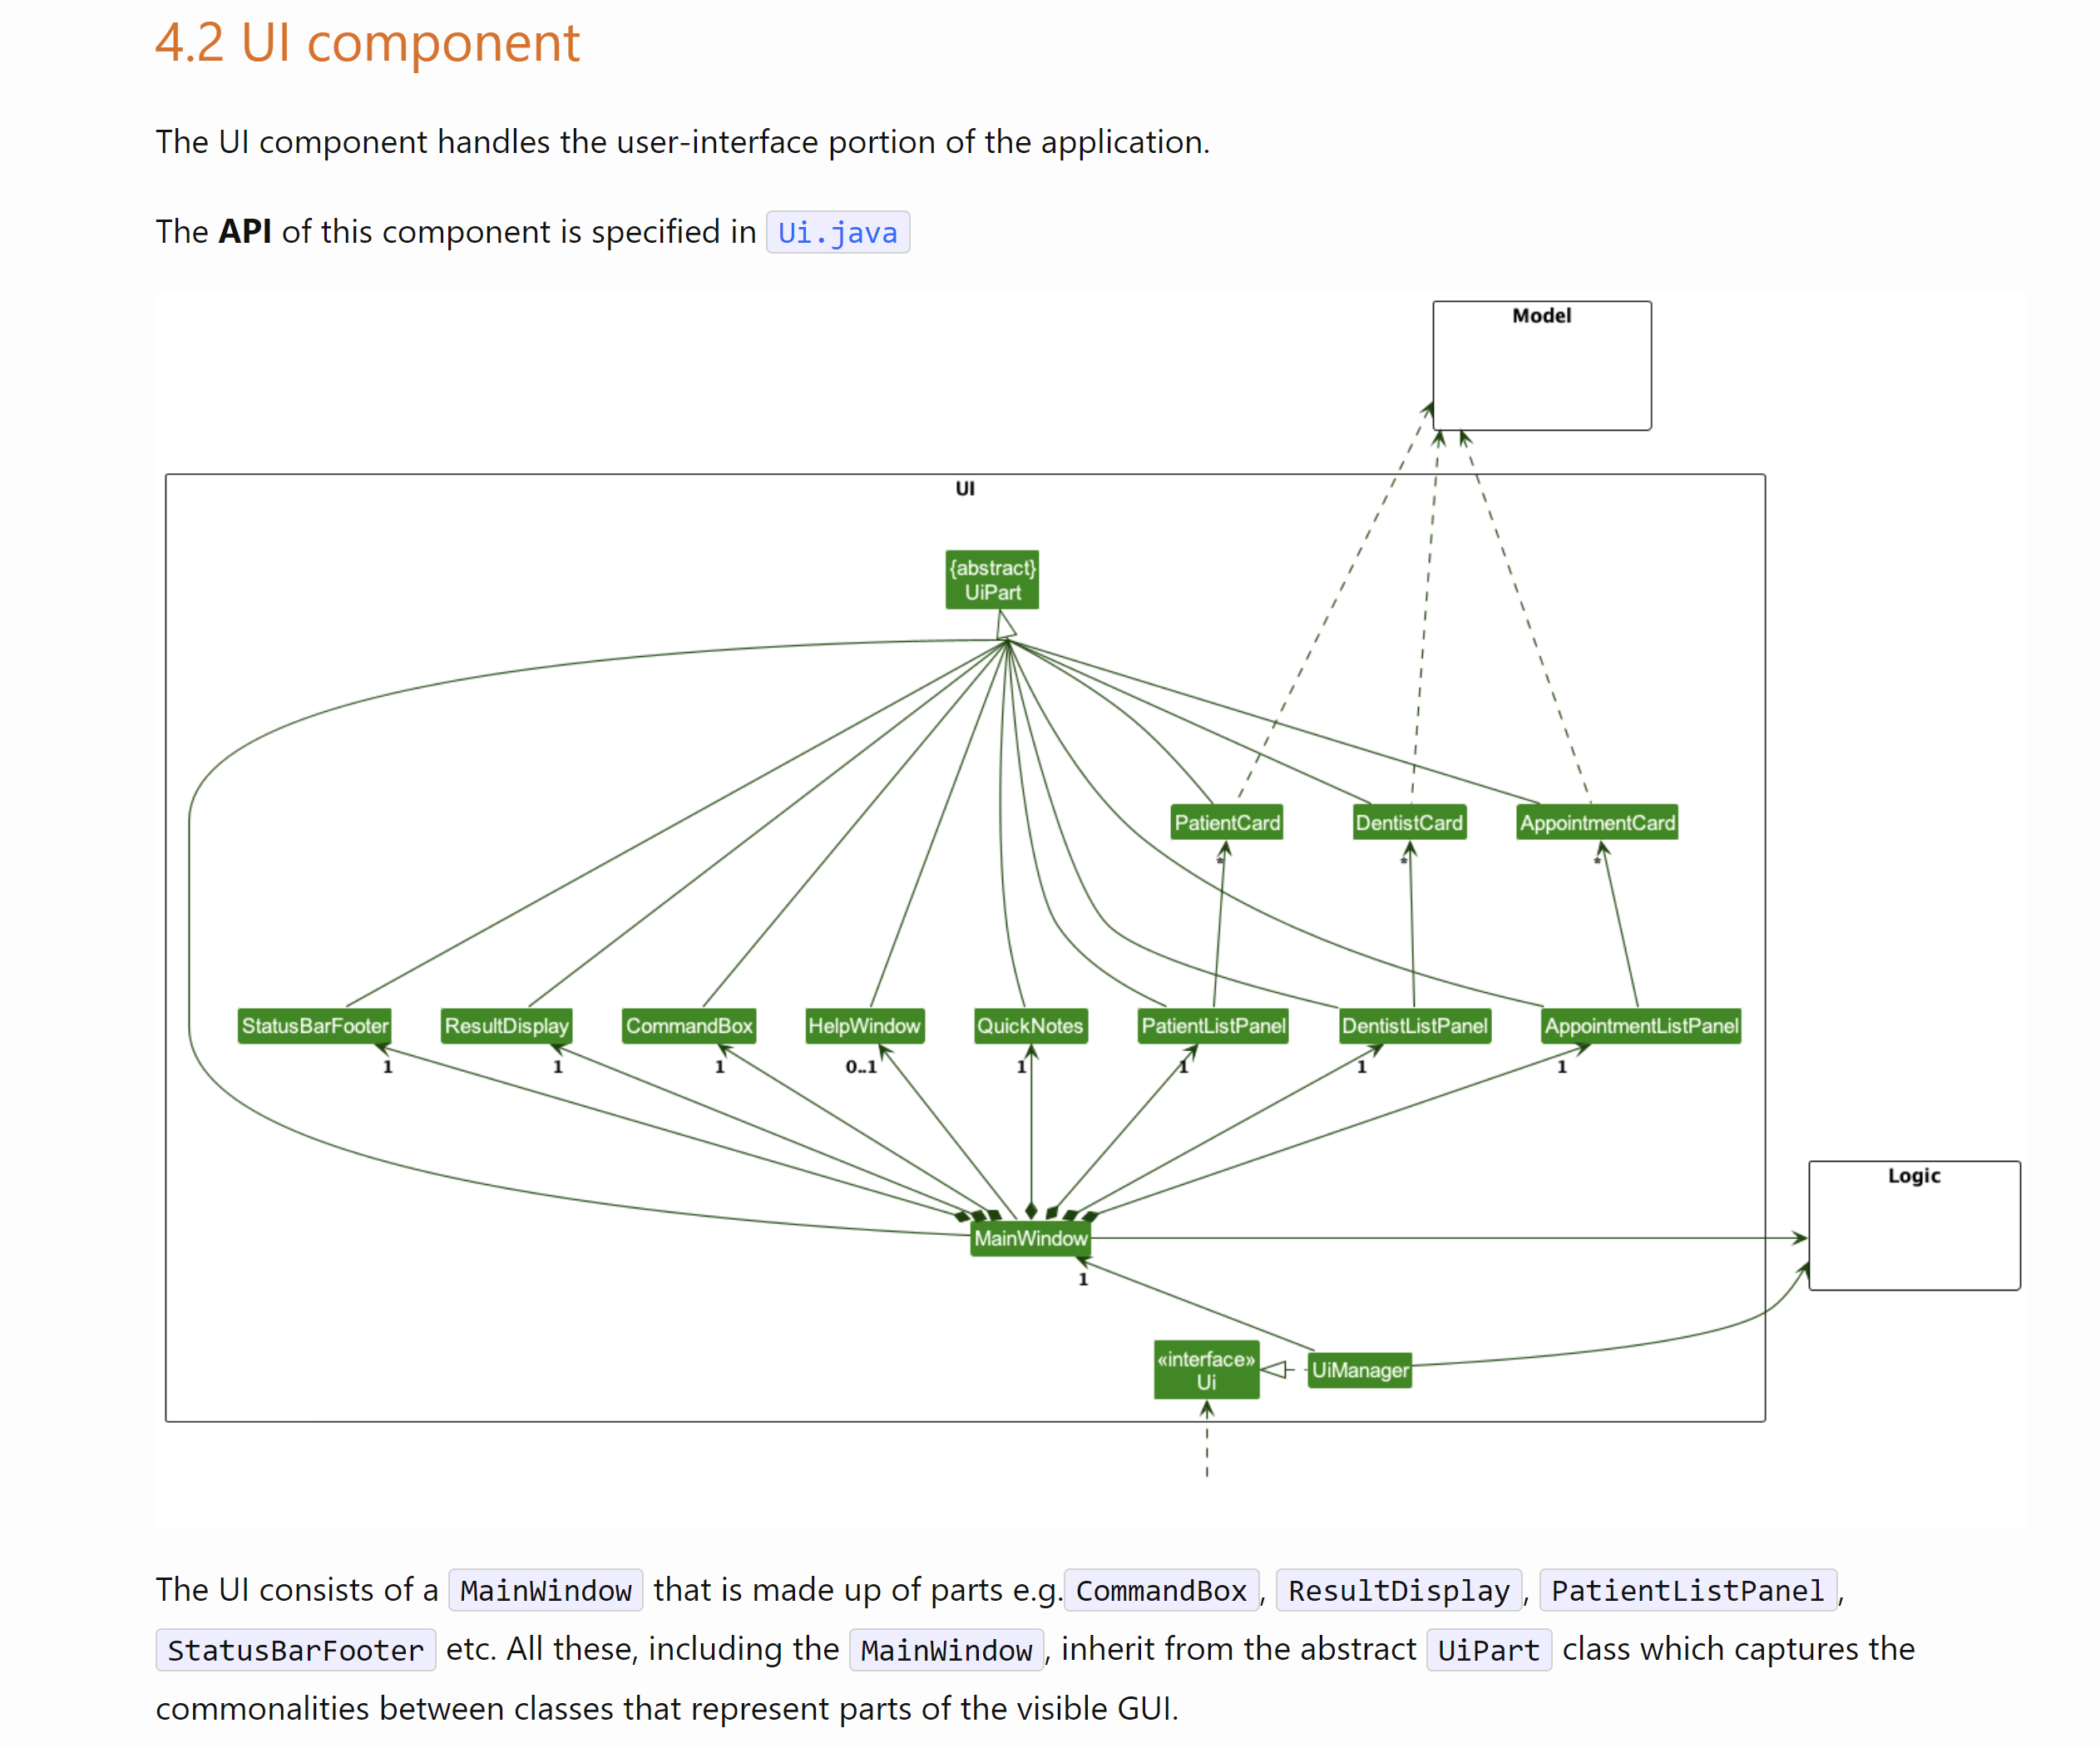 4.2 UI component
The UI component handles the user-interface portion of the application.
The API of this component is specified in Ui.java
Model
UI
{abstract}
UiPart
PatientCard
DentistCard
AppointmentCard
*
*
*
StatusBarFooter
ResultDisplay
CommandBox
HelpWindow
QuickNotes
PatientListPanel
DentistListPanel
AppointmentListPanel
1
1
1
0..1
1
1
1
1
Logic
MainWindow
1
«interface»
Ui
UiManager
The UI consists of a MainWindow that is made up of parts e.g.CommandBox, ResultDisplay, PatientListPanel,
StatusBarFooter etc. All these, including the MainWindow, inherit from the abstract UiPart class which captures the
commonalities between classes that represent parts of the visible GUI.